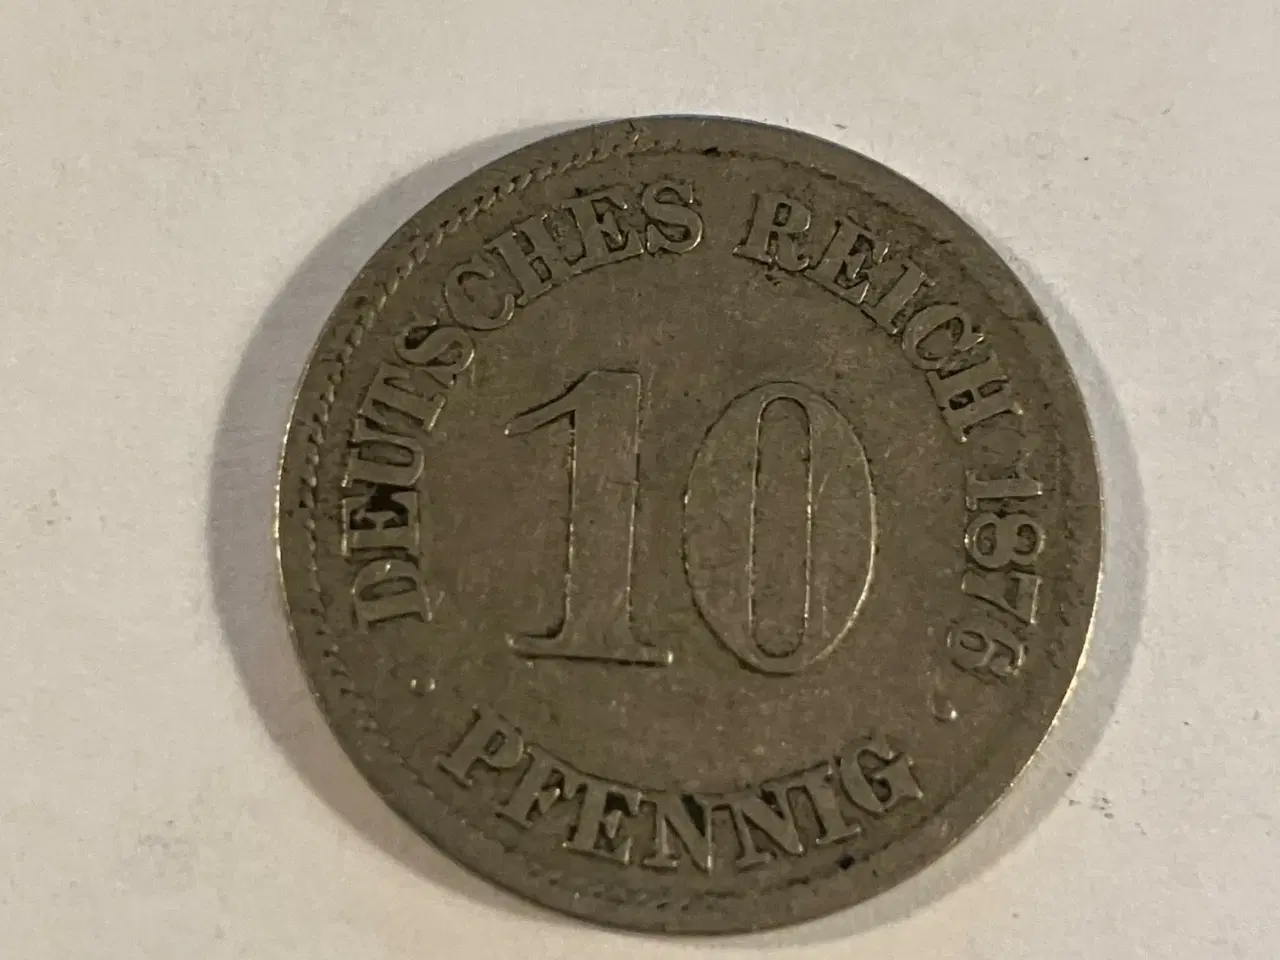 DEUTSCHES REICH 1876
10
PFENNIG